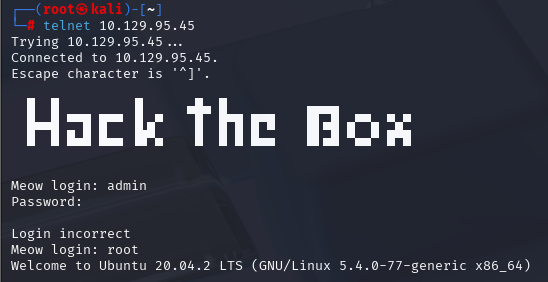 ┌──(root㉿kali)-[~]
└─# telnet 10.129.95.45
Trying 10.129.95.45...
Connected to 10.129.95.45.
Escape character is '^]'.
Hack the Box
Meow login: admin
Password:
Login incorrect
Meow login: root
Welcome to Ubuntu 20.04.2 LTS (GNU/Linux 5.4.0-77-generic x86_64)